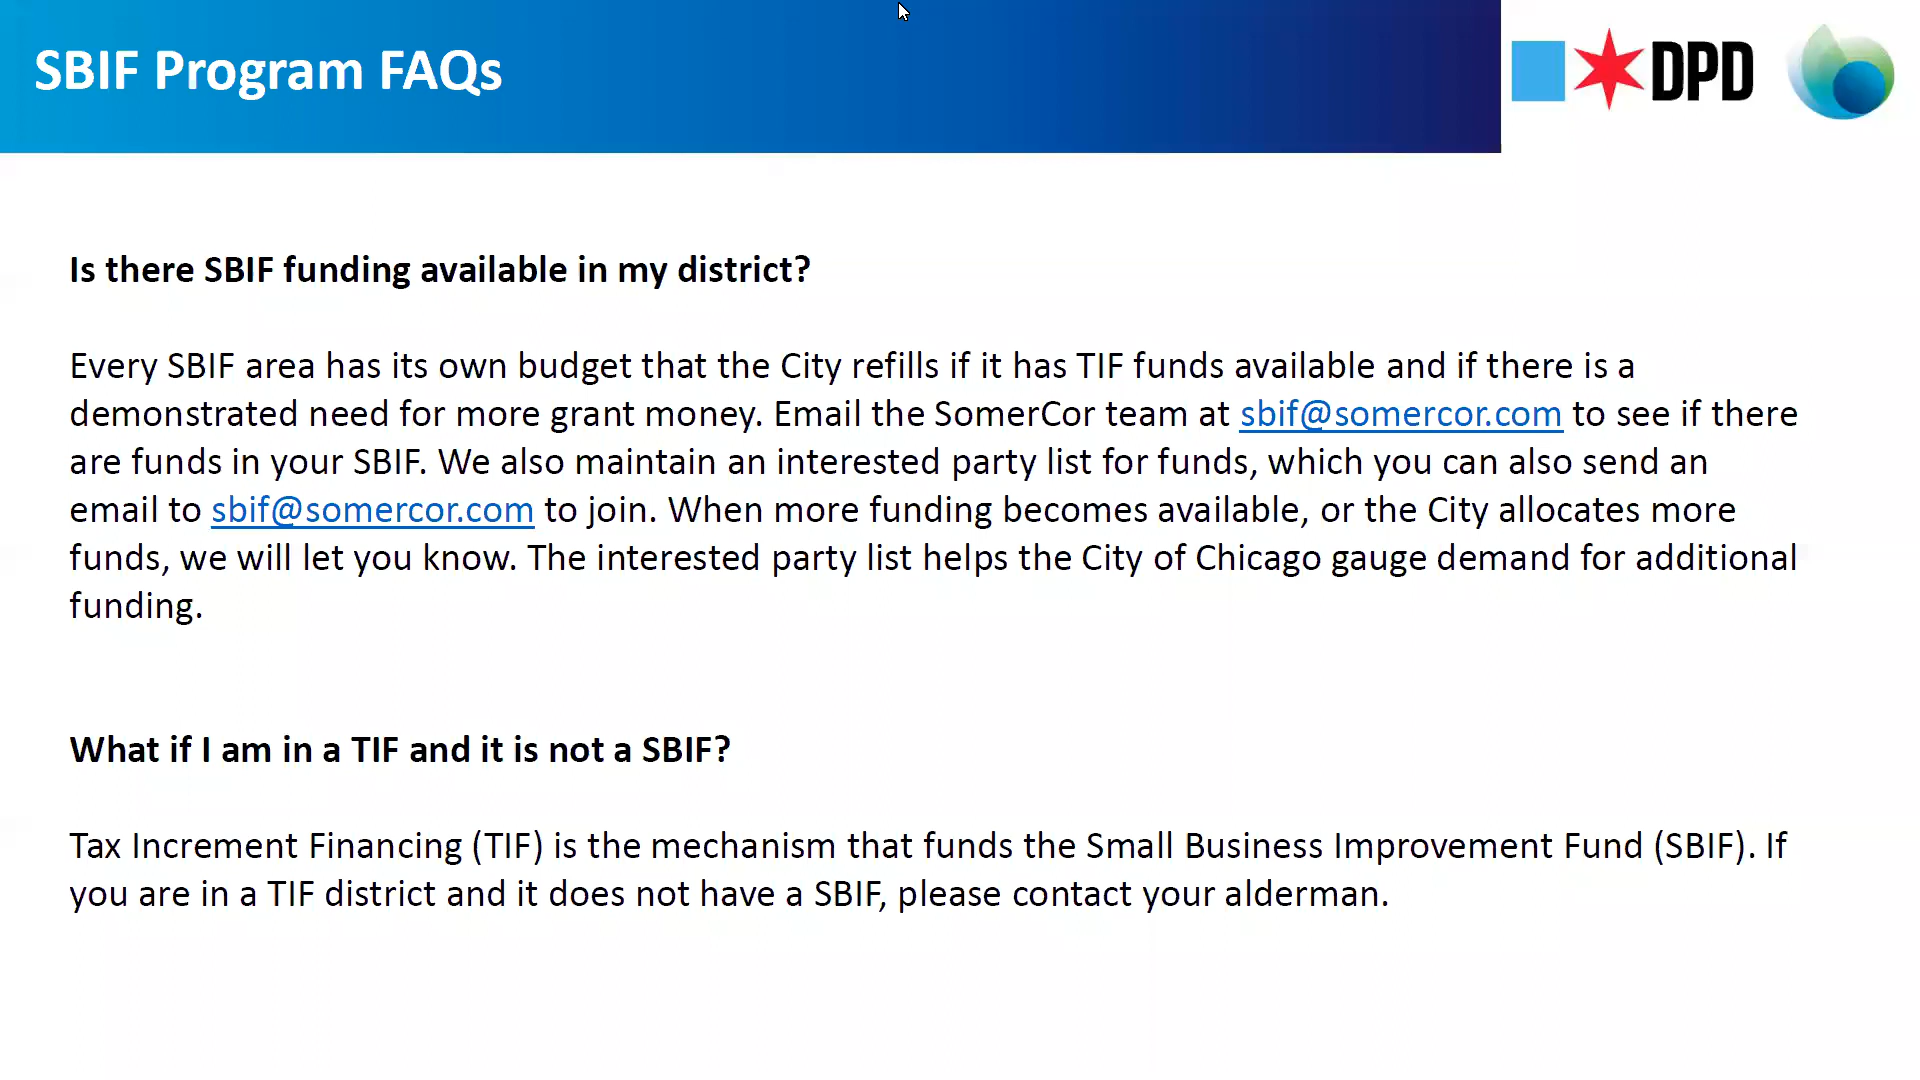 SBIF Program FAQs
DPD
Is there SBIF funding available in my district?
Every SBIF area has its own budget that the City refills if it has TIF funds available and if there is a
demonstrated need for more grant money. Email the SomerCor team at sbif@somercor.com to see if there
are funds in your SBIF. We also maintain an interested party list for funds, which you can also send an
email to sbif@somercor.com to join. When more funding becomes available, or the City allocates more
funds, we will let you know. The interested party list helps the City of Chicago gauge demand for additional
funding.
What if I am in a TIF and it is not a SBIF?
Tax Increment Financing (TIF) is the mechanism that funds the Small Business Improvement Fund (SBIF). If
you are in a TIF district and it does not have a SBIF, please contact your alderman.